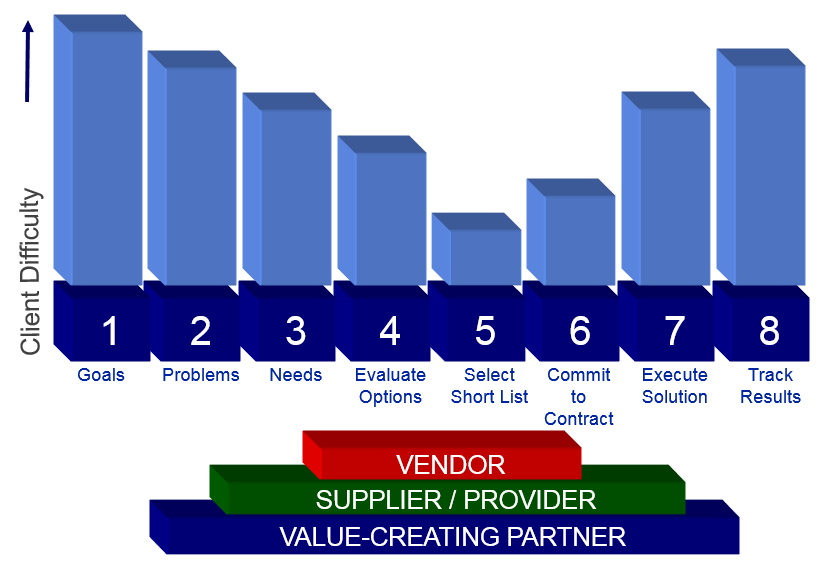 Client Difficulty
1 2 3 4 5 6 7 8
Goals Problems Needs Evaluate Select Commit Execute Track
Options Short List to Solution Results
Contract
VENDOR
SUPPLIER / PROVIDER
VALUE-CREATING PARTNER